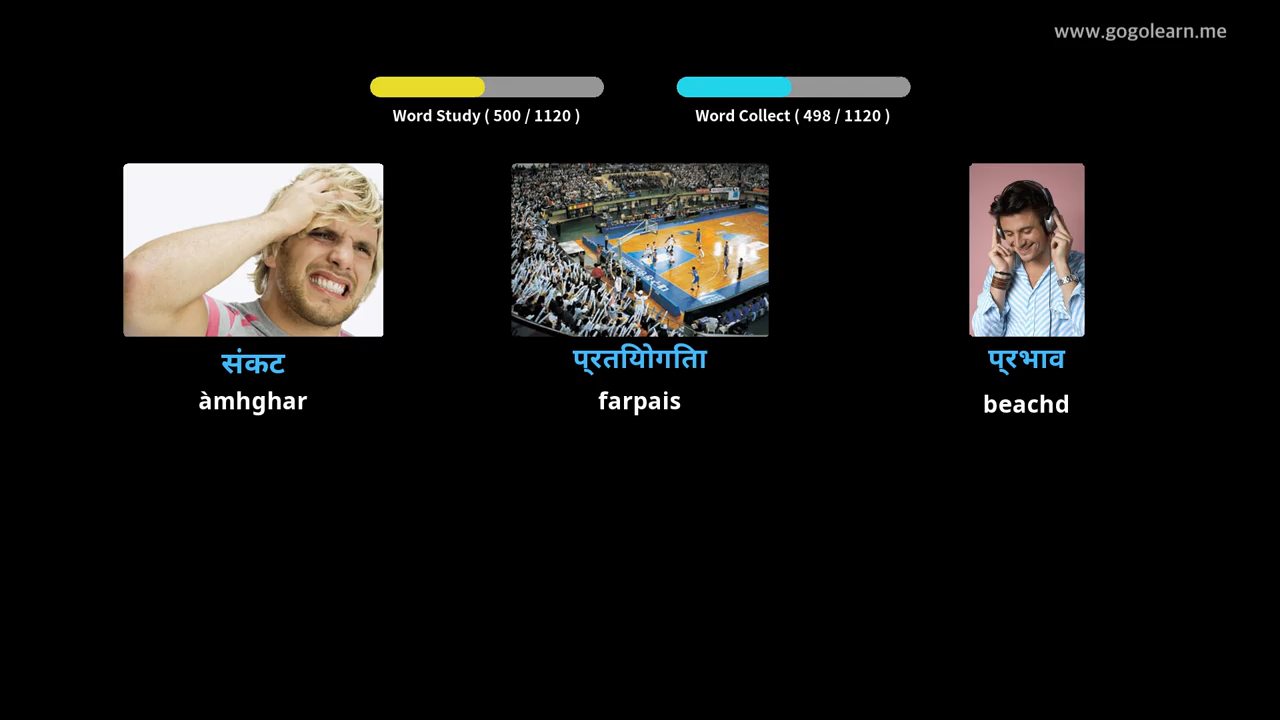 www.gogolearn.me
Word Study ( 500 / 1120 )
Word Collect ( 498 / 1120 )
संकट
àmhghar
प्रतियोगिता
farpais
प्रभाव
beachd